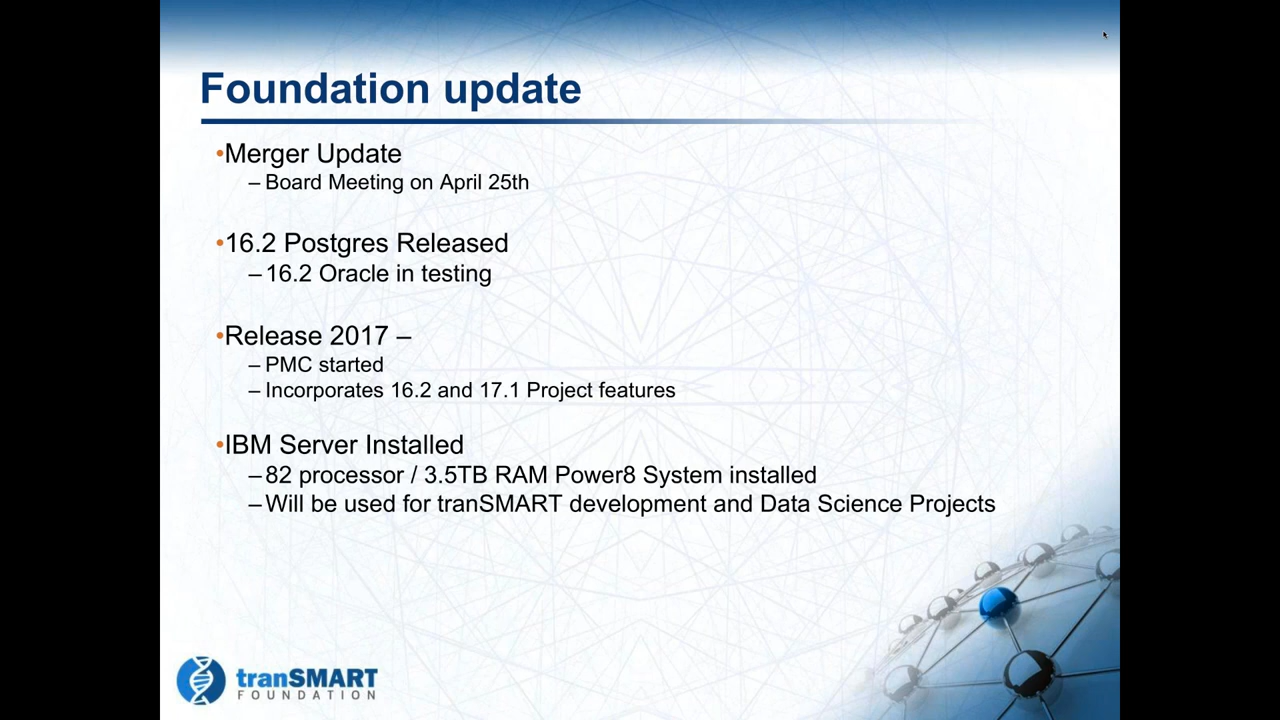 Foundation update
•Merger Update
– Board Meeting on April 25th
•16.2 Postgres Released
– 16.2 Oracle in testing
•Release 2017 –
– PMC started
– Incorporates 16.2 and 17.1 Project features
•IBM Server Installed
– 82 processor / 3.5TB RAM Power8 System installed
– Will be used for tranSMART development and Data Science Projects
tranSMART
FOUNDATION